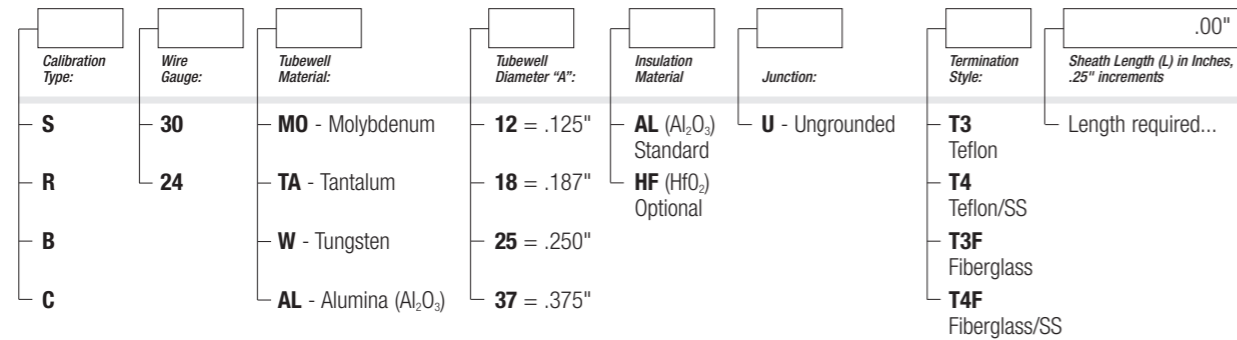 .00"
Calibration Type:
Wire Gauge:
Tubewell Material:
Tubewell Diameter "A":
Insulation Material
Junction:
Termination Style:
Sheath Length (L) in Inches, .25" increments
S
R
B
C
30
24
MO - Molybdenum
TA - Tantalum
W - Tungsten
AL - Alumina (Al₂O₃)
12 = .125"
18 = .187"
25 = .250"
37 = .375"
AL (Al₂O₃)
Standard
HF (HfO₂)
Optional
U - Ungrounded
T3
Teflon
T4
Teflon/SS
T3F
Fiberglass
T4F
Fiberglass/SS
Length required...